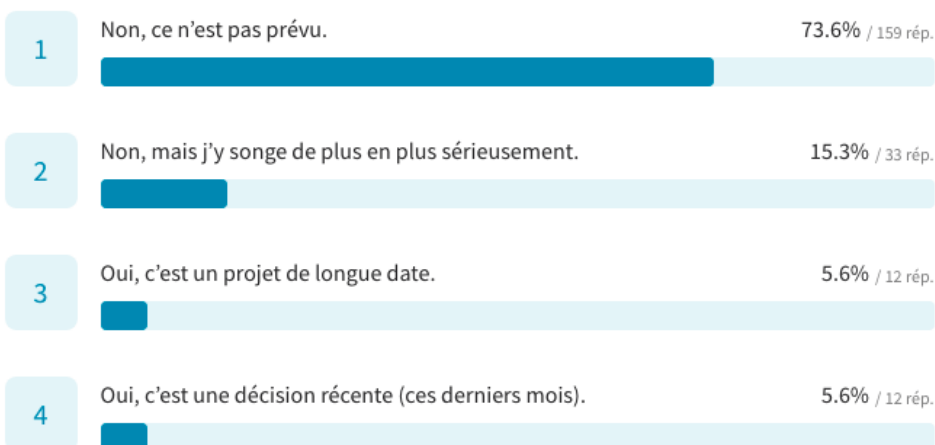 1 Non, ce n’est pas prévu. 73.6% / 159 rép.
2 Non, mais j’y songe de plus en plus sérieusement. 15.3% / 33 rép.
3 Oui, c’est un projet de longue date. 5.6% / 12 rép.
4 Oui, c’est une décision récente (ces derniers mois). 5.6% / 12 rép.